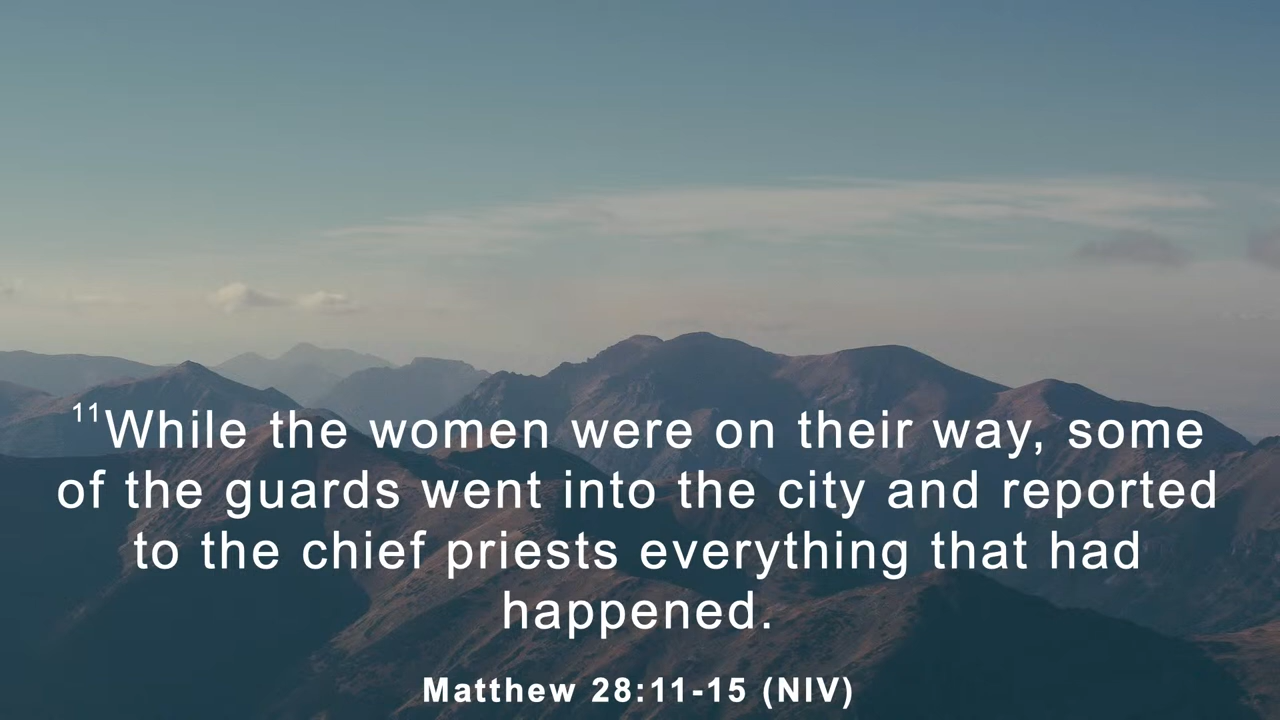 11While the women were on their way, some
of the guards went into the city and reported
to the chief priests everything that had
happened.
Matthew 28:11-15 (NIV)